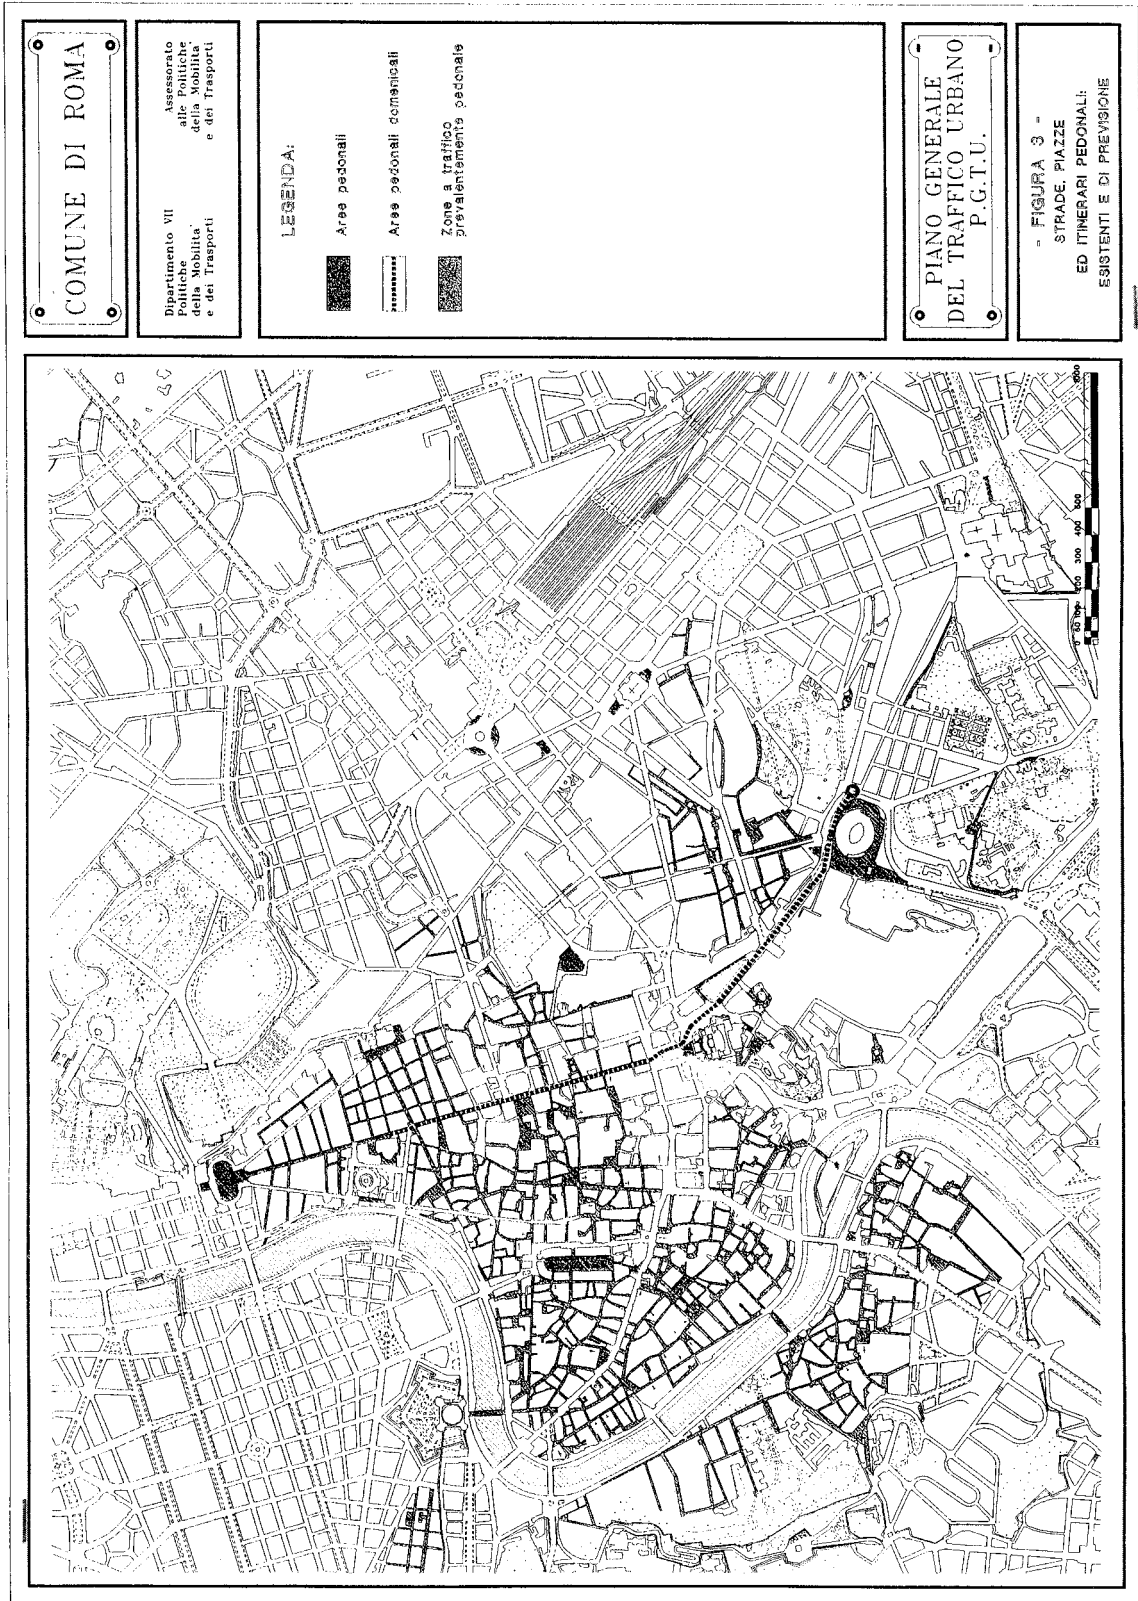 COMUNE DI ROMA
Dipartimento VII
Politiche
della Mobilita'
e dei Trasporti
Assessorato
alle Politiche
della Mobilita'
e dei Trasporti
LEGENDA:
Aree pedonali
Aree pedonali domenicali
Zone a traffico
prevalentemente pedonale
PIANO GENERALE
DEL TRAFFICO URBANO
P.G.T.U.
- FIGURA 3 -
STRADE, PIAZZE
ED ITINERARI PEDONALI:
ESISTENTI E DI PREVISIONE
0 50 100 200 300 400 500